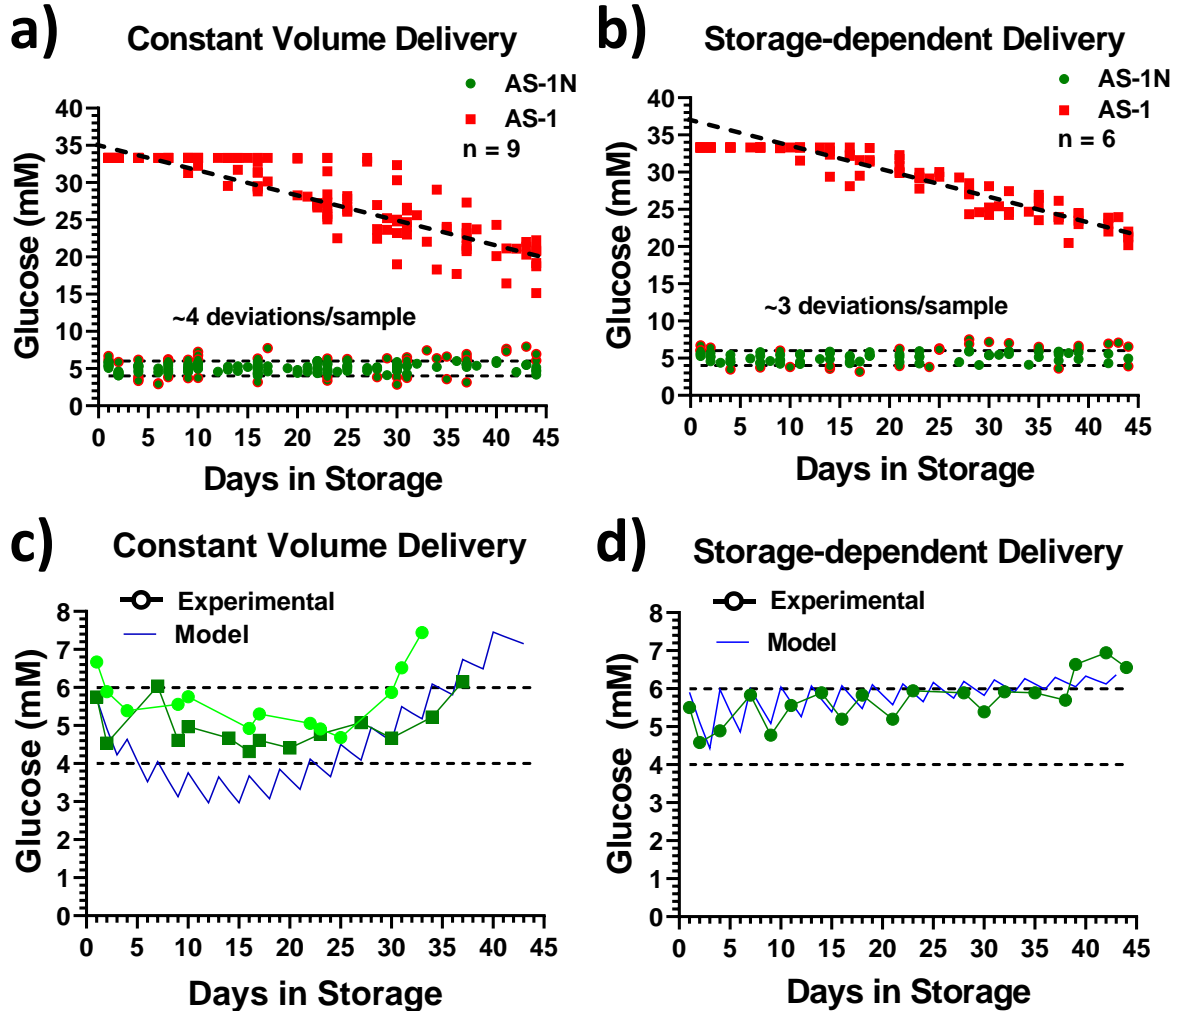 a)
Constant Volume Delivery
AS-1N
AS-1
n = 9
40
35
30
25
20
15
10
5
0
Glucose (mM)
~4 deviations/sample
0 5 10 15 20 25 30 35 40 45
Days in Storage
b)
Storage-dependent Delivery
AS-1N
AS-1
n = 6
40
35
30
25
20
15
10
5
0
Glucose (mM)
~3 deviations/sample
0 5 10 15 20 25 30 35 40 45
Days in Storage
c)
Constant Volume Delivery
Experimental
Model
8
7
6
5
4
3
2
1
0
Glucose (mM)
0 5 10 15 20 25 30 35 40 45
Days in Storage
d)
Storage-dependent Delivery
Experimental
Model
8
7
6
5
4
3
2
1
0
Glucose (mM)
0 5 10 15 20 25 30 35 40 45
Days in Storage